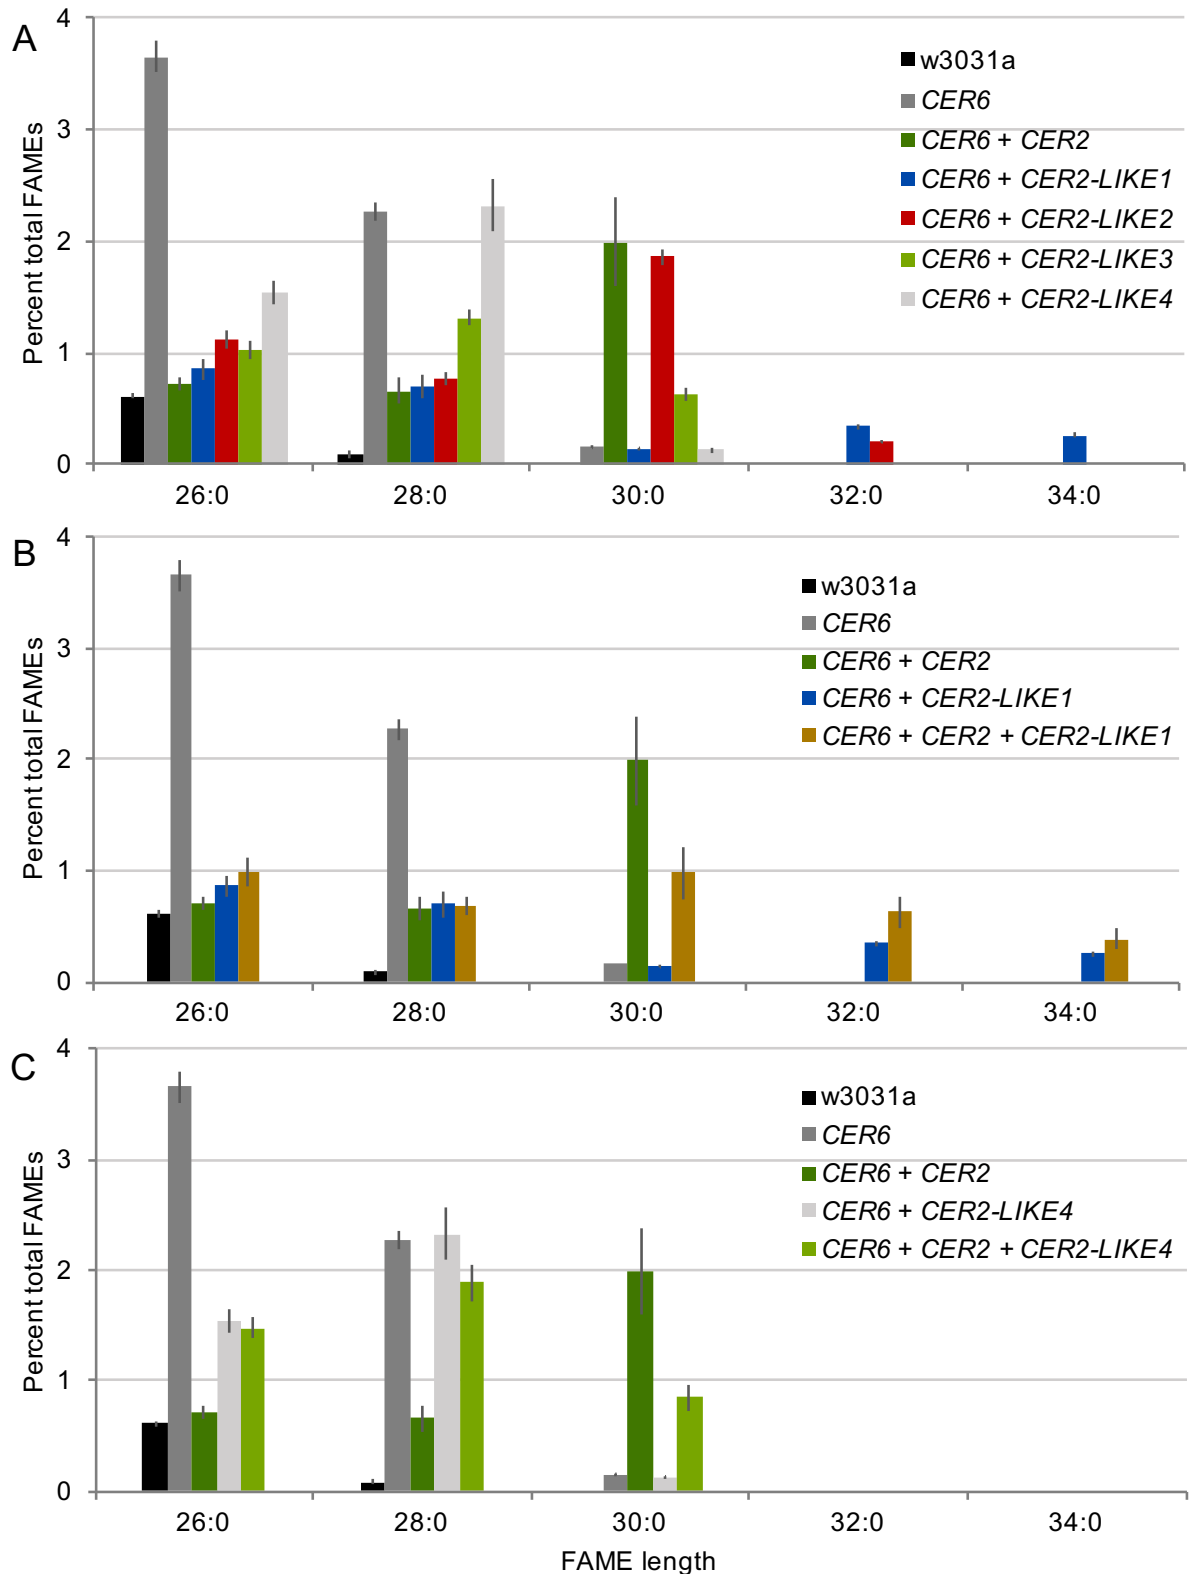 A
4
3
2
1
0
Percent total FAMEs
w3031a
CER6
CER6 + CER2
CER6 + CER2-LIKE1
CER6 + CER2-LIKE2
CER6 + CER2-LIKE3
CER6 + CER2-LIKE4
26:0 28:0 30:0 32:0 34:0
B
4
3
2
1
0
Percent total FAMEs
w3031a
CER6
CER6 + CER2
CER6 + CER2-LIKE1
CER6 + CER2 + CER2-LIKE1
26:0 28:0 30:0 32:0 34:0
C
4
3
2
1
0
Percent total FAMEs
w3031a
CER6
CER6 + CER2
CER6 + CER2-LIKE4
CER6 + CER2 + CER2-LIKE4
26:0 28:0 30:0 32:0 34:0
FAME length